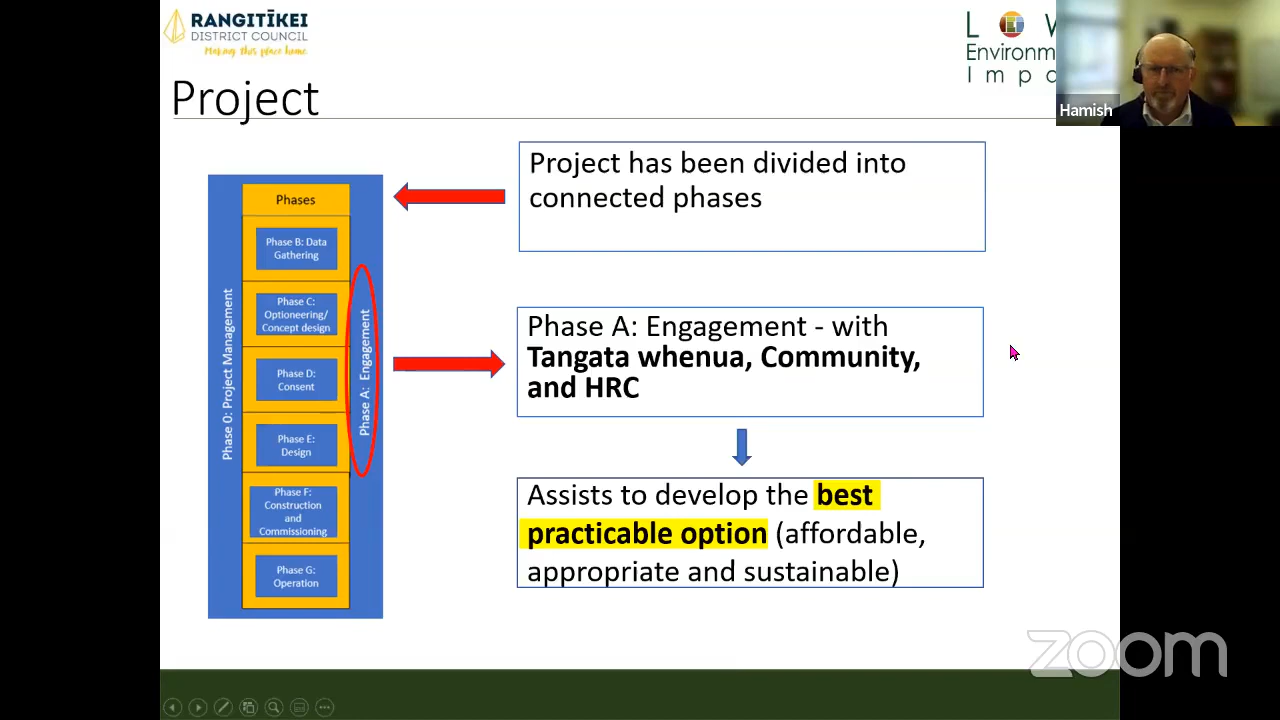 RANGITĪKEI
DISTRICT COUNCIL
Making this place home
L O W
Environm
I m p
Hamish
Project
Project has been divided into
connected phases
Phases
Phase B: Data
Gathering
Phase C:
Optioneering/
Concept design
Phase D:
Consent
Phase E:
Design
Phase F:
Construction
and
Commissioning
Phase G:
Operation
Phase 0: Project Management
Phase A: Engagement
Phase A: Engagement - with
Tangata whenua, Community,
and HRC
Assists to develop the best
practicable option (affordable,
appropriate and sustainable)
zoom